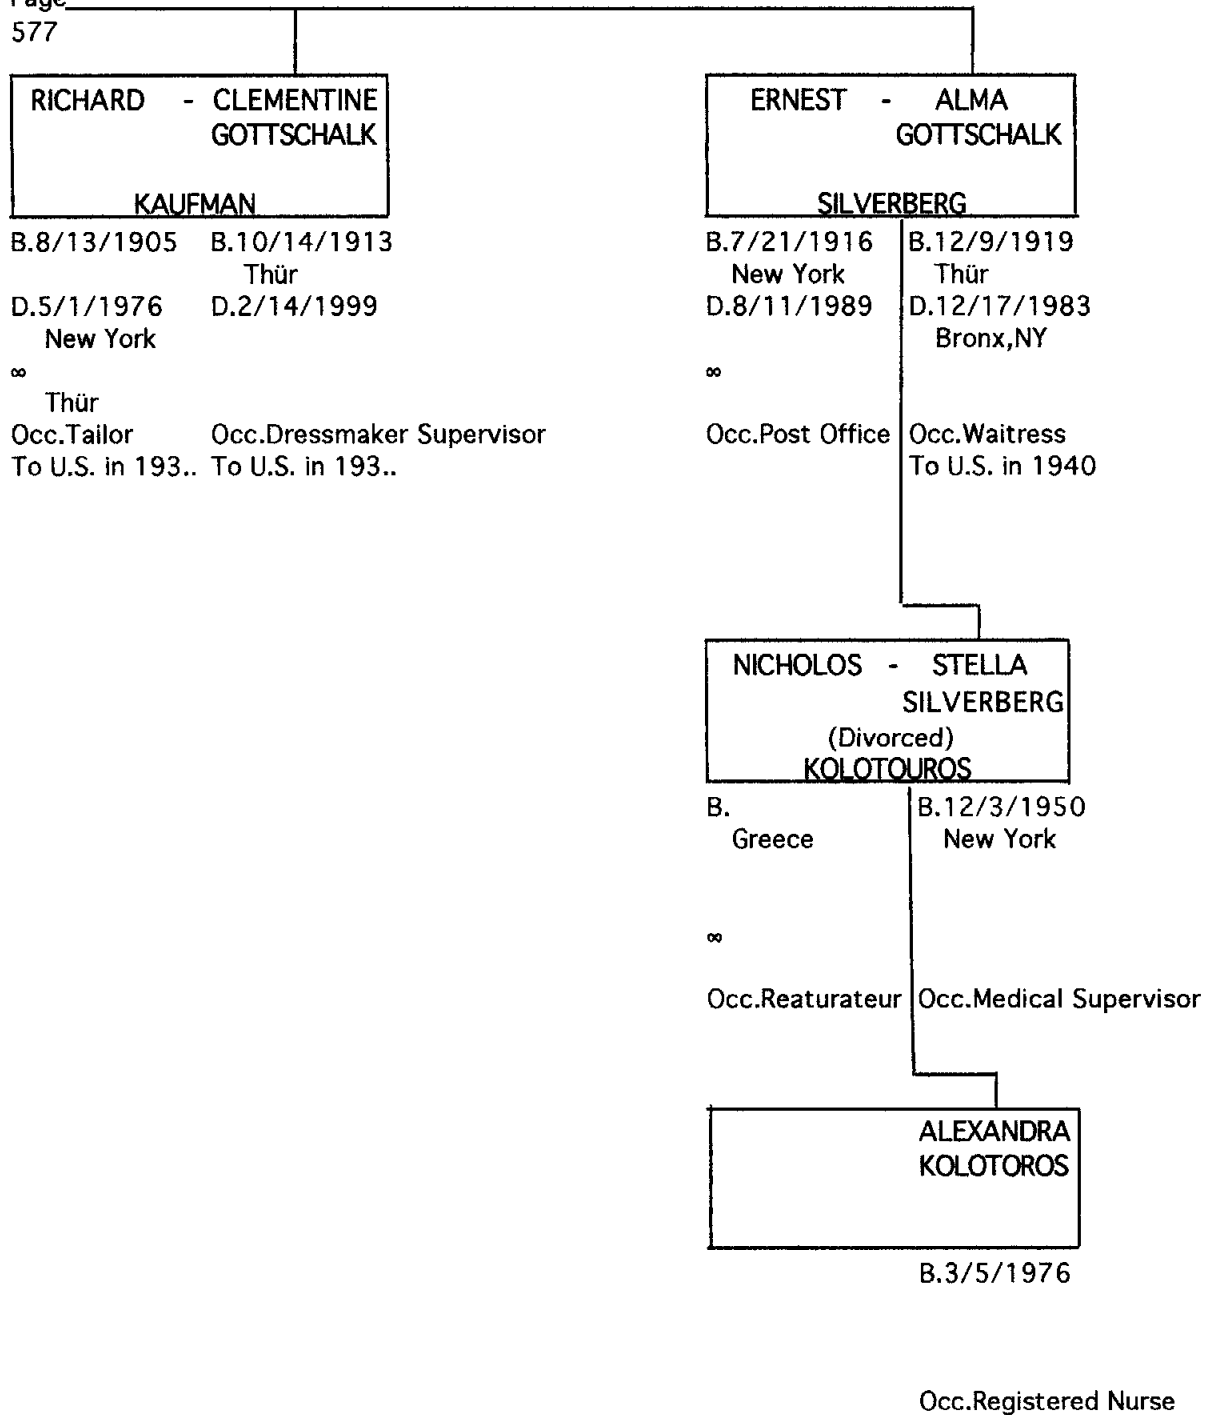 Page
577
RICHARD - CLEMENTINE
GOTTSCHALK
KAUFMAN
B.8/13/1905 B.10/14/1913
Thür
D.5/1/1976 D.2/14/1999
New York
∞
Thür
Occ.Tailor Occ.Dressmaker Supervisor
To U.S. in 193.. To U.S. in 193..
ERNEST - ALMA
GOTTSCHALK
SILVERBERG
B.7/21/1916 B.12/9/1919
New York Thür
D.8/11/1989 D.12/17/1983
Bronx,NY
∞
Occ.Post Office Occ.Waitress
To U.S. in 1940
NICHOLOS - STELLA
SILVERBERG
(Divorced)
KOLOTOUROS
B. B.12/3/1950
Greece New York
∞
Occ.Reaturateur Occ.Medical Supervisor
ALEXANDRA
KOLOTOROS
B.3/5/1976
Occ.Registered Nurse